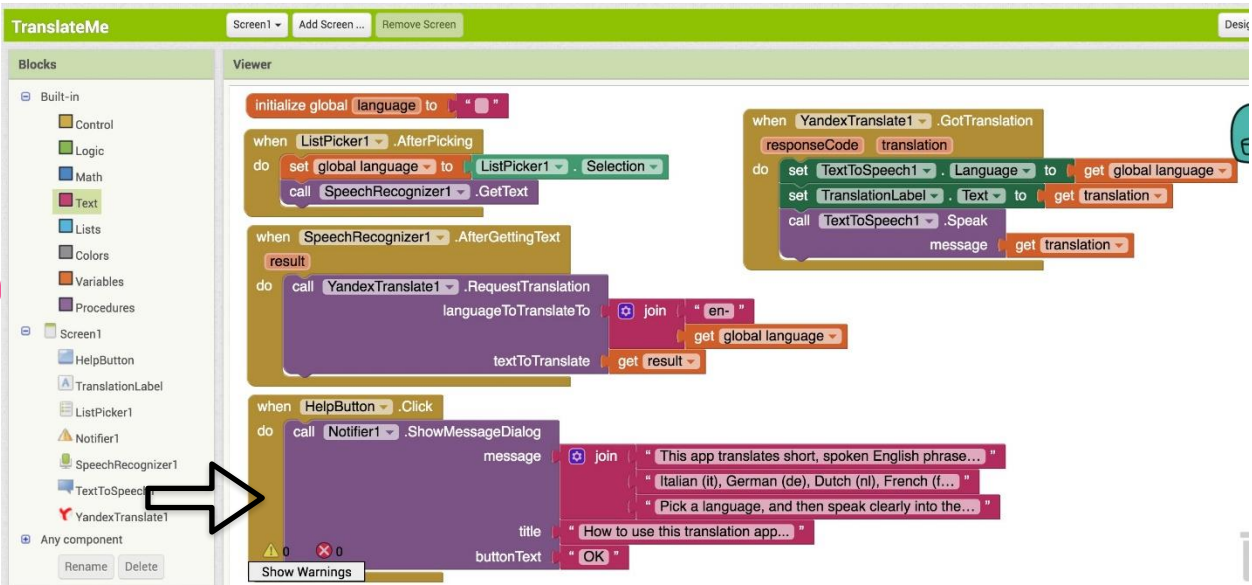 TranslateMe
Screen1
Add Screen ...
Remove Screen
Blocks
Viewer
Built-in
Control
Logic
Math
Text
Lists
Colors
Variables
Procedures
Screen1
HelpButton
TranslationLabel
ListPicker1
Notifier1
SpeechRecognizer1
YandexTranslate1
Any component
Rename Delete
initialize global language to " "
when ListPicker1 .AfterPicking
do set global language to ListPicker1 . Selection
call SpeechRecognizer1 .GetText
when SpeechRecognizer1 .AfterGettingText
result
do call YandexTranslate1 .RequestTranslation
languageToTranslateTo join " en- "
get global language
textToTranslate get result
when HelpButton .Click
do call Notifier1 .ShowMessageDialog
message join " This app translates short, spoken English phrase... "
" Italian (it), German (de), Dutch (nl), French (f... "
" Pick a language, and then speak clearly into the... "
title " How to use this translation app... "
buttonText " OK "
0 0
Show Warnings
when YandexTranslate1 .GotTranslation
responseCode translation
do set TextToSpeech1 . Language to get global language
set TranslationLabel . Text to get translation
call TextToSpeech1 .Speak
message get translation